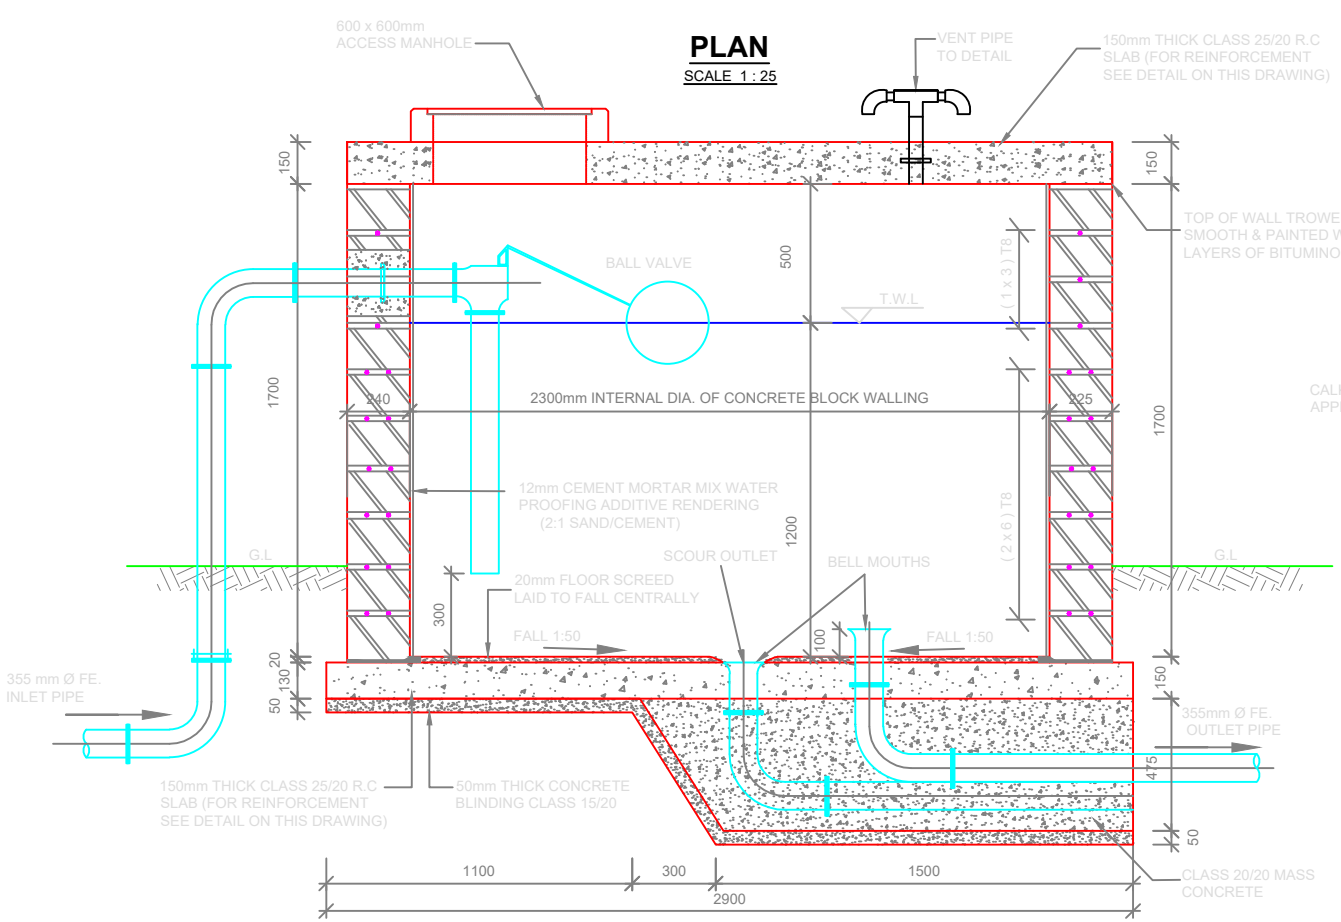 600 x 600mm
ACCESS MANHOLE
PLAN
SCALE 1 : 25
VENT PIPE
TO DETAIL
150mm THICK CLASS 25/20 R.C
SLAB (FOR REINFORCEMENT
SEE DETAIL ON THIS DRAWING)
150
150
TOP OF WALL TROWE
SMOOTH & PAINTED W
LAYERS OF BITUMINO
BALL VALVE
500
( 1 x 3 ) T8
T.W.L
1700
240
2300mm INTERNAL DIA. OF CONCRETE BLOCK WALLING
225
1700
CALK
APP
12mm CEMENT MORTAR MIX WATER
PROOFING ADDITIVE RENDERING
(2:1 SAND/CEMENT)
1200
( 2 x 6 ) T8
G.L
SCOUR OUTLET
BELL MOUTHS
G.L
20mm FLOOR SCREED
LAID TO FALL CENTRALLY
300
FALL 1:50
100
FALL 1:50
20
130
50
150
355 mm Ø FE.
INLET PIPE
355mm Ø FE.
OUTLET PIPE
475
150mm THICK CLASS 25/20 R.C
SLAB (FOR REINFORCEMENT
SEE DETAIL ON THIS DRAWING)
50mm THICK CONCRETE
BLINDING CLASS 15/20
50
CLASS 20/20 MASS
CONCRETE
1100
300
1500
2900